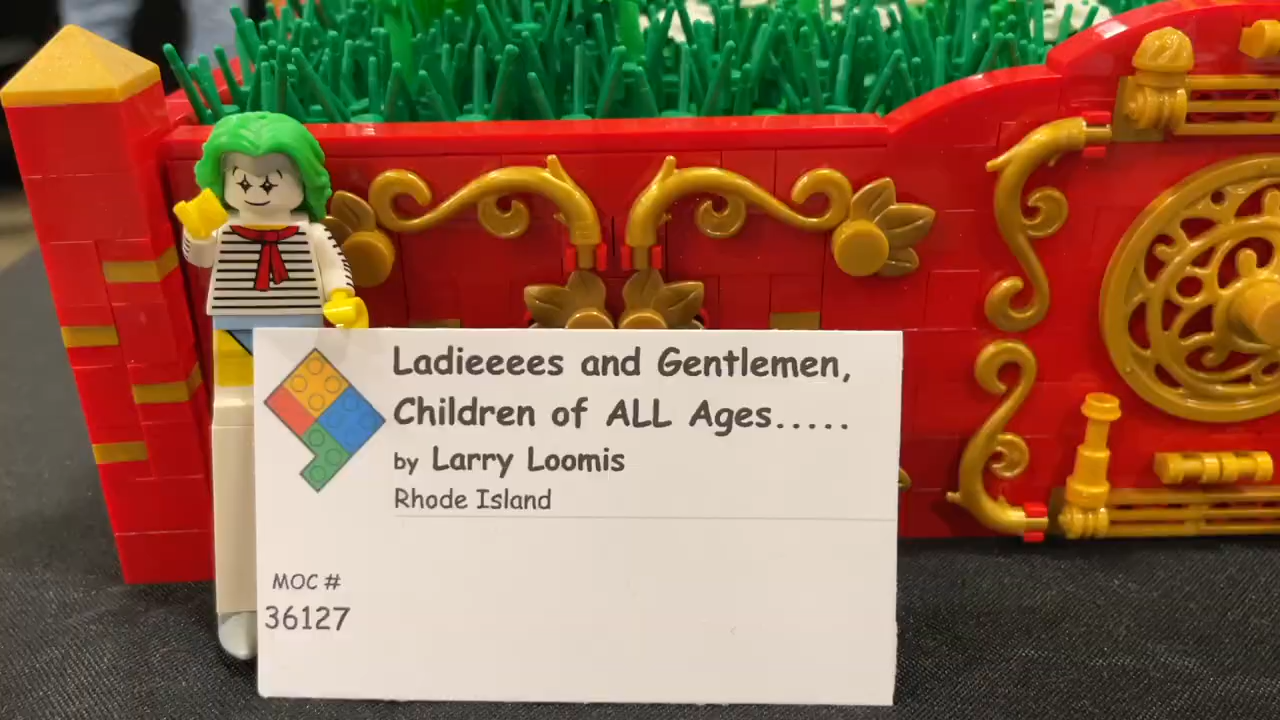 Ladieeees and Gentlemen,
Children of ALL Ages.....
by Larry Loomis
Rhode Island
MOC #
36127